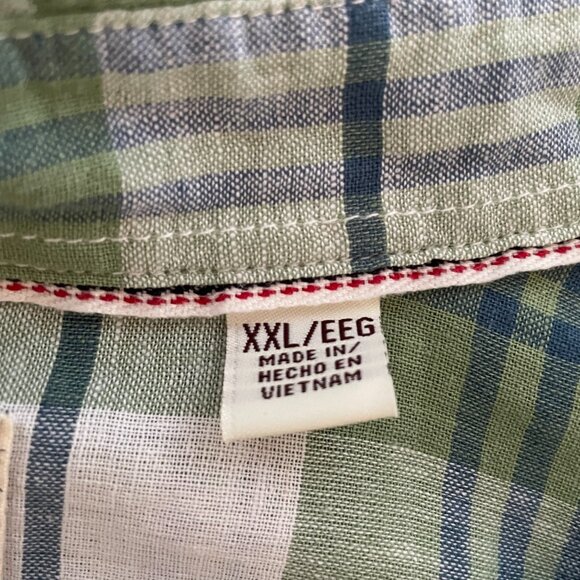 XXL/EEG
MADE IN/
HECHO EN
VIETNAM